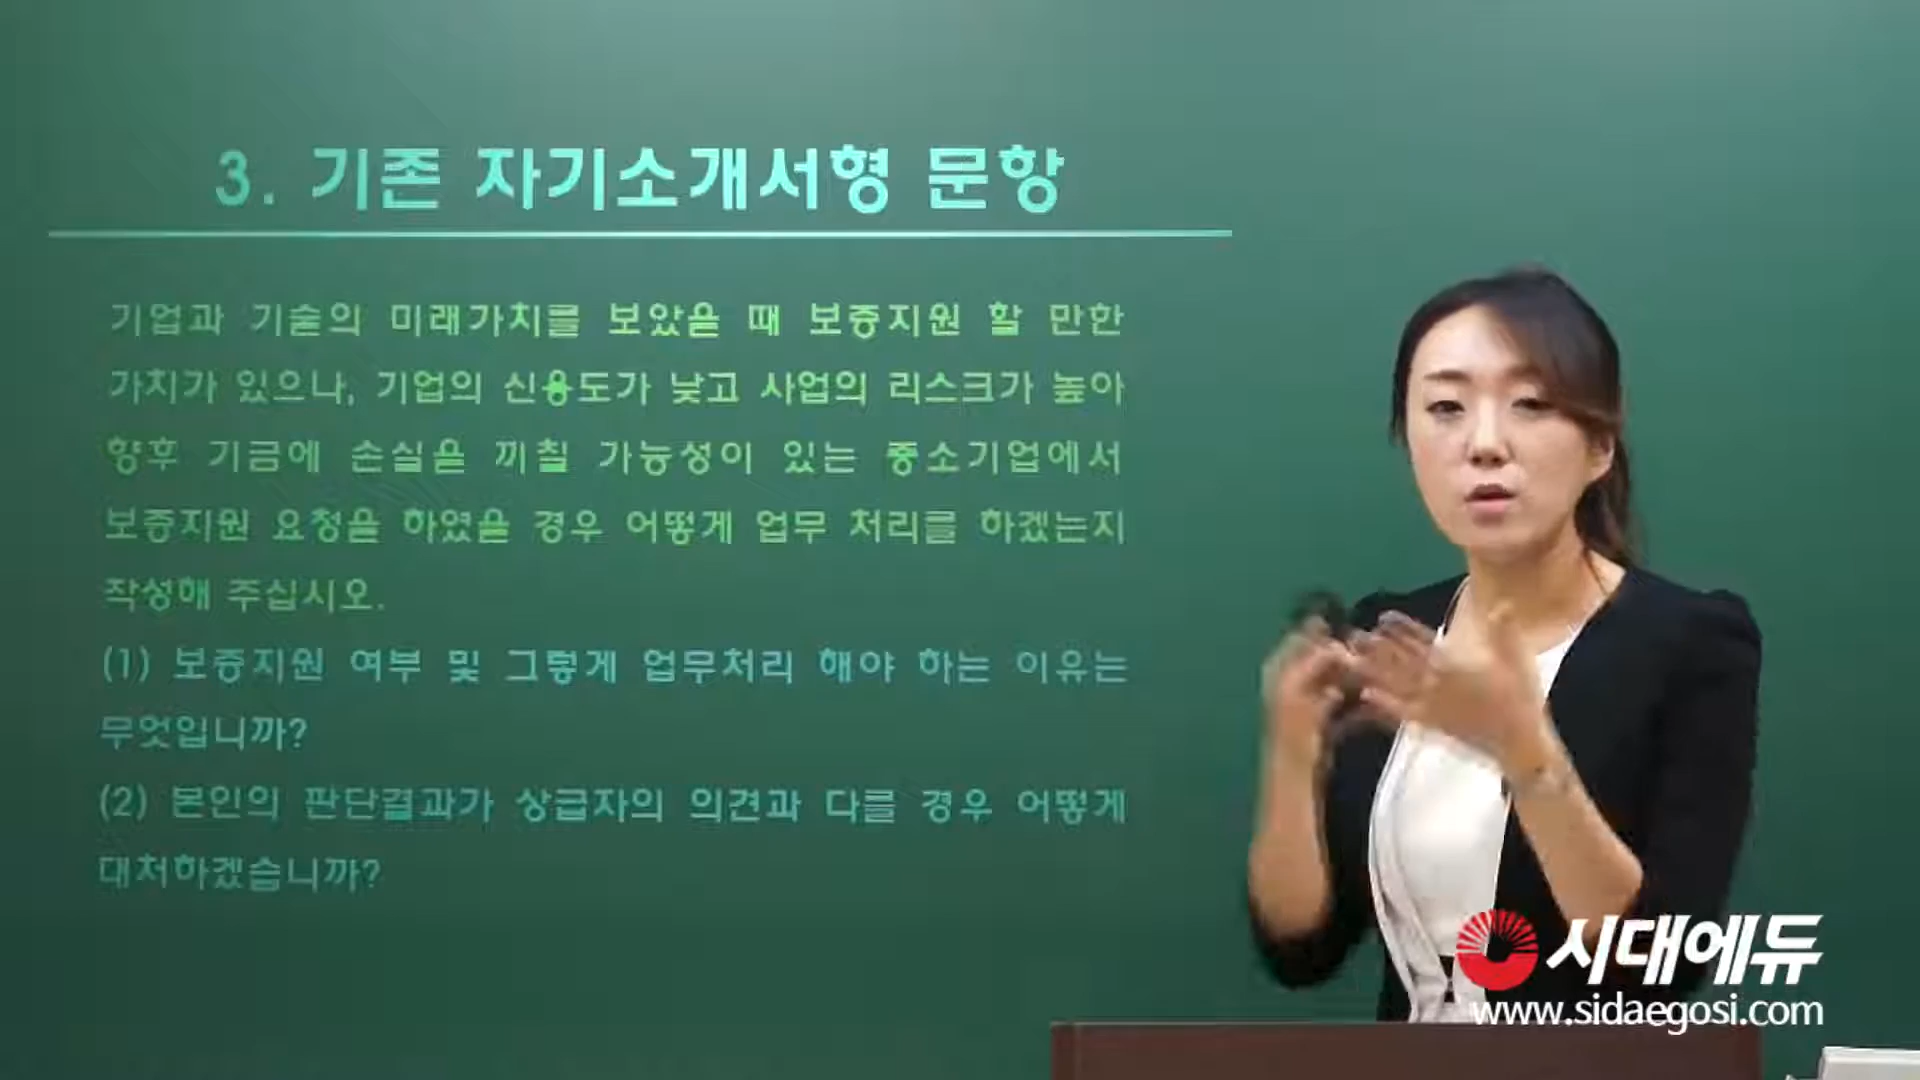 3. 기존 자기소개서형 문항
기업과 기술의 미래가치를 보았을 때 보증지원 할 만한
가치가 있으나, 기업의 신용도가 낮고 사업의 리스크가 높아
향후 기금에 손실을 끼칠 가능성이 있는 중소기업에서
보증지원 요청을 하였을 경우 어떻게 업무 처리를 하겠는지
작성해 주십시오.
(1) 보증지원 여부 및 그렇게 업무처리 해야 하는 이유는
무엇입니까?
(2) 본인의 판단결과가 상급자의 의견과 다를 경우 어떻게
대처하겠습니까?
시대에듀
www.sidaegosi.com